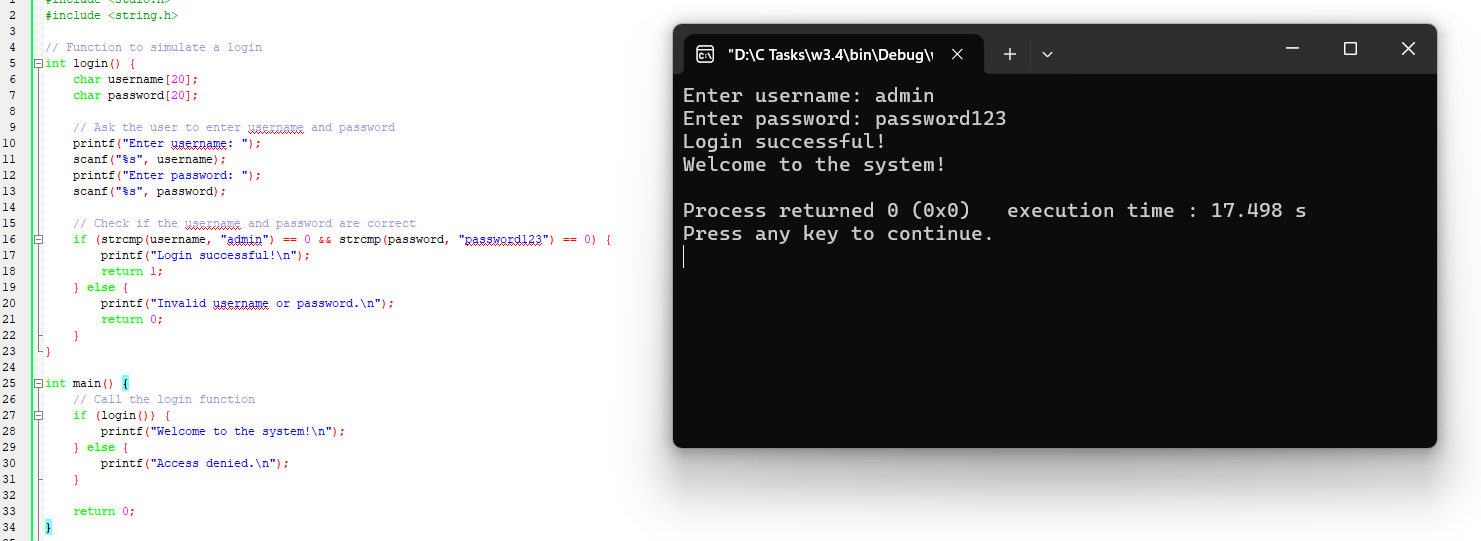 1 #include <stdio.h>
2 #include <string.h>
3
4 // Function to simulate a login
5 int login() {
6 char username[20];
7 char password[20];
8
9 // Ask the user to enter username and password
10 printf("Enter username: ");
11 scanf("%s", username);
12 printf("Enter password: ");
13 scanf("%s", password);
14
15 // Check if the username and password are correct
16 if (strcmp(username, "admin") == 0 && strcmp(password, "password123") == 0) {
17 printf("Login successful!\n");
18 return 1;
19 } else {
20 printf("Invalid username or password.\n");
21 return 0;
22 }
23 }
24
25 int main() {
26 // Call the login function
27 if (login()) {
28 printf("Welcome to the system!\n");
29 } else {
30 printf("Access denied.\n");
31 }
32
33 return 0;
34 }
"D:\C Tasks\w3.4\bin\Debug\
Enter username: admin
Enter password: password123
Login successful!
Welcome to the system!
Process returned 0 (0x0) execution time : 17.498 s
Press any key to continue.